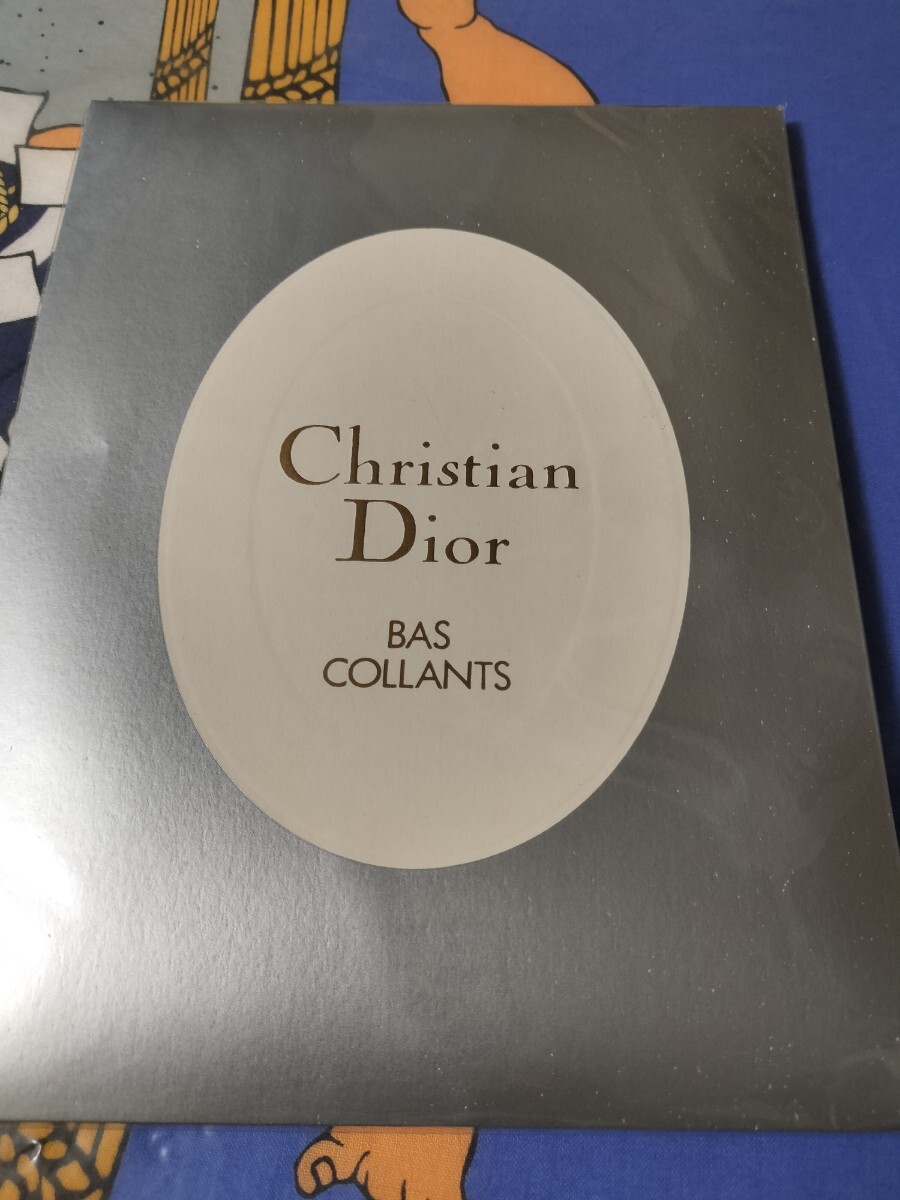 Christian
Dior
BAS
COLLANTS